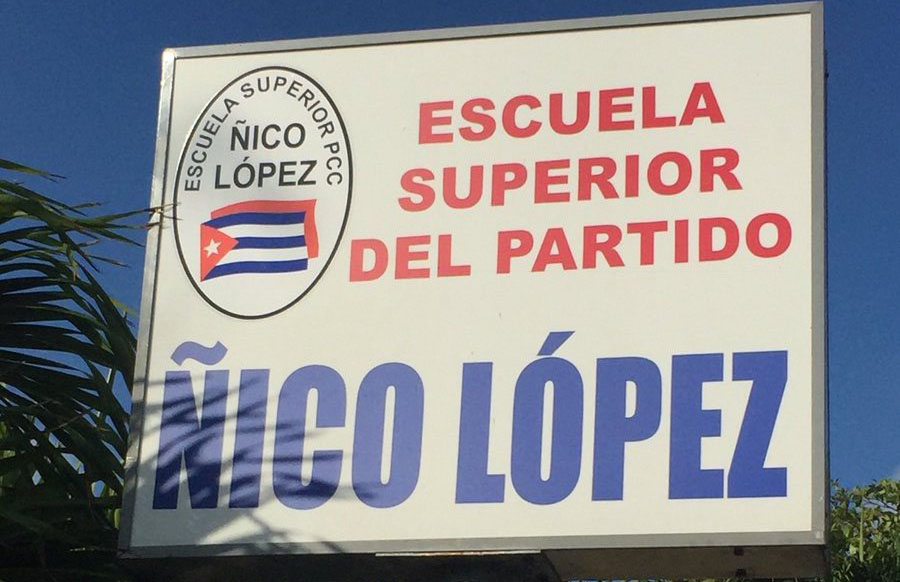 ESCUELA SUPERIOR PCC
ÑICO
LÓPEZ
ESCUELA
SUPERIOR
DEL PARTIDO
ÑICO LÓPEZ